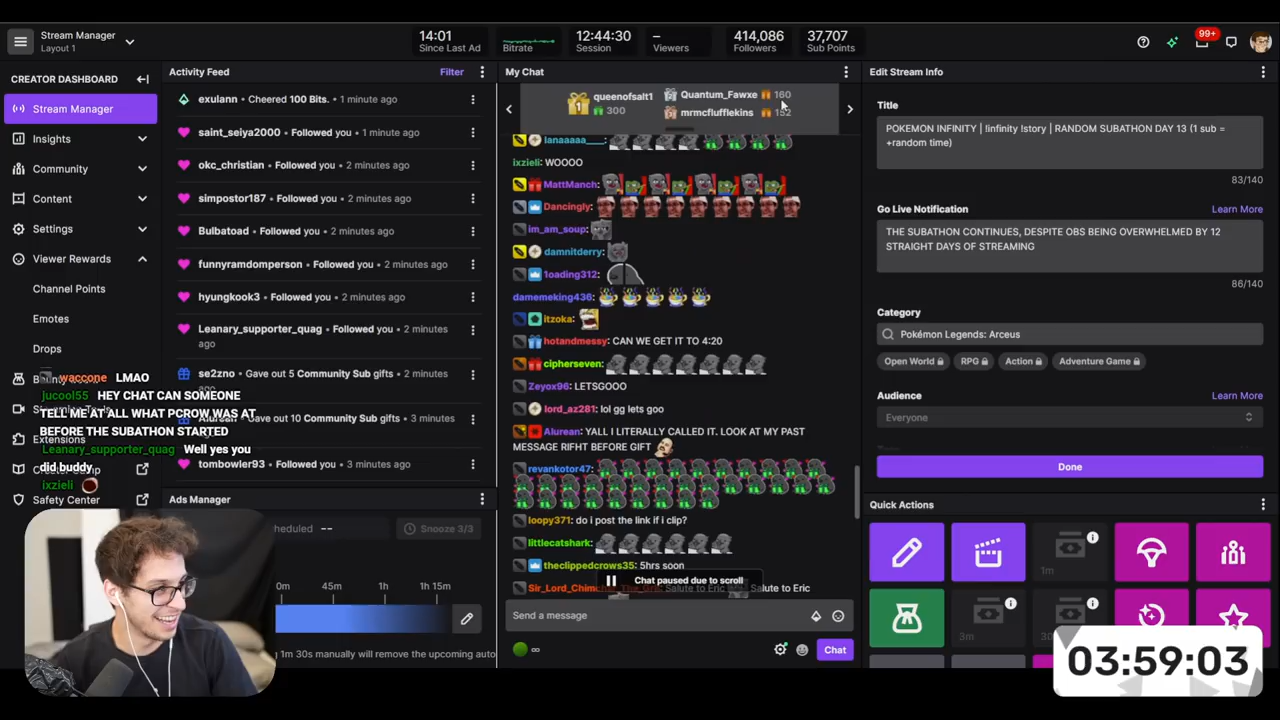 Stream Manager
Layout 1
14:01
Since Last Ad
Bitrate
12:44:30
Session
–
Viewers
414,086
Followers
37,707
Sub Points
99+
CREATOR DASHBOARD
Stream Manager
Insights
Community
Content
Settings
Viewer Rewards
Channel Points
Emotes
Drops
Extensions
Safety Center
waccone LMAO
jucool55 HEY CHAT CAN SOMEONE
TELL ME AT ALL WHAT PCROW WAS AT
BEFORE THE SUBATHON STARTED
Leanary_supporter_quag Well yes you
did buddy
ixzieli
Activity Feed
Filter
exulann • Cheered 100 Bits. • 1 minute ago
saint_seiya2000 • Followed you • 1 minute ago
okc_christian • Followed you • 2 minutes ago
simpostor187 • Followed you • 2 minutes ago
Bulbatoad • Followed you • 2 minutes ago
funnyramdomperson • Followed you • 2 minutes ago
hyungkook3 • Followed you • 2 minutes ago
Leanary_supporter_quag • Followed you • 2 minutes
ago
se2zno • Gave out 5 Community Sub gifts • 2 minutes
Alurean • Gave out 10 Community Sub gifts • 3 minutes
tombowler93 • Followed you • 3 minutes ago
Ads Manager
--
Snooze 3/3
45m
1h
1h 15m
1m 30s manually will remove the upcoming auto
My Chat
1
queenofsalt1
300
2 Quantum_Fawxe 160
3 mrmcflufflekins 152
lanaaaaa___:
ixzieli: WOOOO
MattManch:
Dancingly:
im_am_soup:
damnitderry:
1oading312:
damemeking436:
itzoka:
hotandmessy: CAN WE GET IT TO 4:20
cipherseven:
Zeyox96: LETSGOOO
lord_az281: lol gg lets goo
Alurean: YALL I LITERALLY CALLED IT. LOOK AT MY PAST
MESSAGE RIFHT BEFORE GIFT
revankotor47:
loopy371: do i post the link if i clip?
littlecatshark:
theclippedcrows35: 5hrs soon
Salute to Eric Salute to Eric
Chat paused due to scroll
Send a message
∞
Chat
Edit Stream Info
Title
POKEMON INFINITY | !infinity !story | RANDOM SUBATHON DAY 13 (1 sub =
+random time)
83/140
Go Live Notification
Learn More
THE SUBATHON CONTINUES, DESPITE OBS BEING OVERWHELMED BY 12
STRAIGHT DAYS OF STREAMING
86/140
Category
Pokémon Legends: Arceus
Open World
RPG
Action
Adventure Game
Audience
Learn More
Everyone
Done
Quick Actions
1m
3m
03:59:03